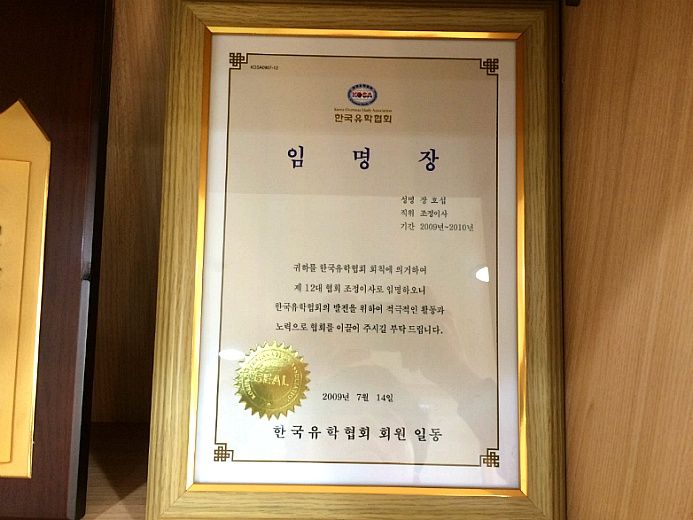 KOSA0907-12
KOSA
Korea Overseas Study Association
한국유학협회
임 명 장
성명 장호섭
직위 조정이사
기간 2009년~2010년
귀하를 한국유학협회 회칙에 의거하여
제 12대 협회 조정이사로 임명하오니
한국유학협회의 발전을 위하여 적극적인 활동과
노력으로 협회를 이끌어 주시길 부탁 드립니다.
SEAL
2009년 7월 14일
한국유학협회 회원 일동